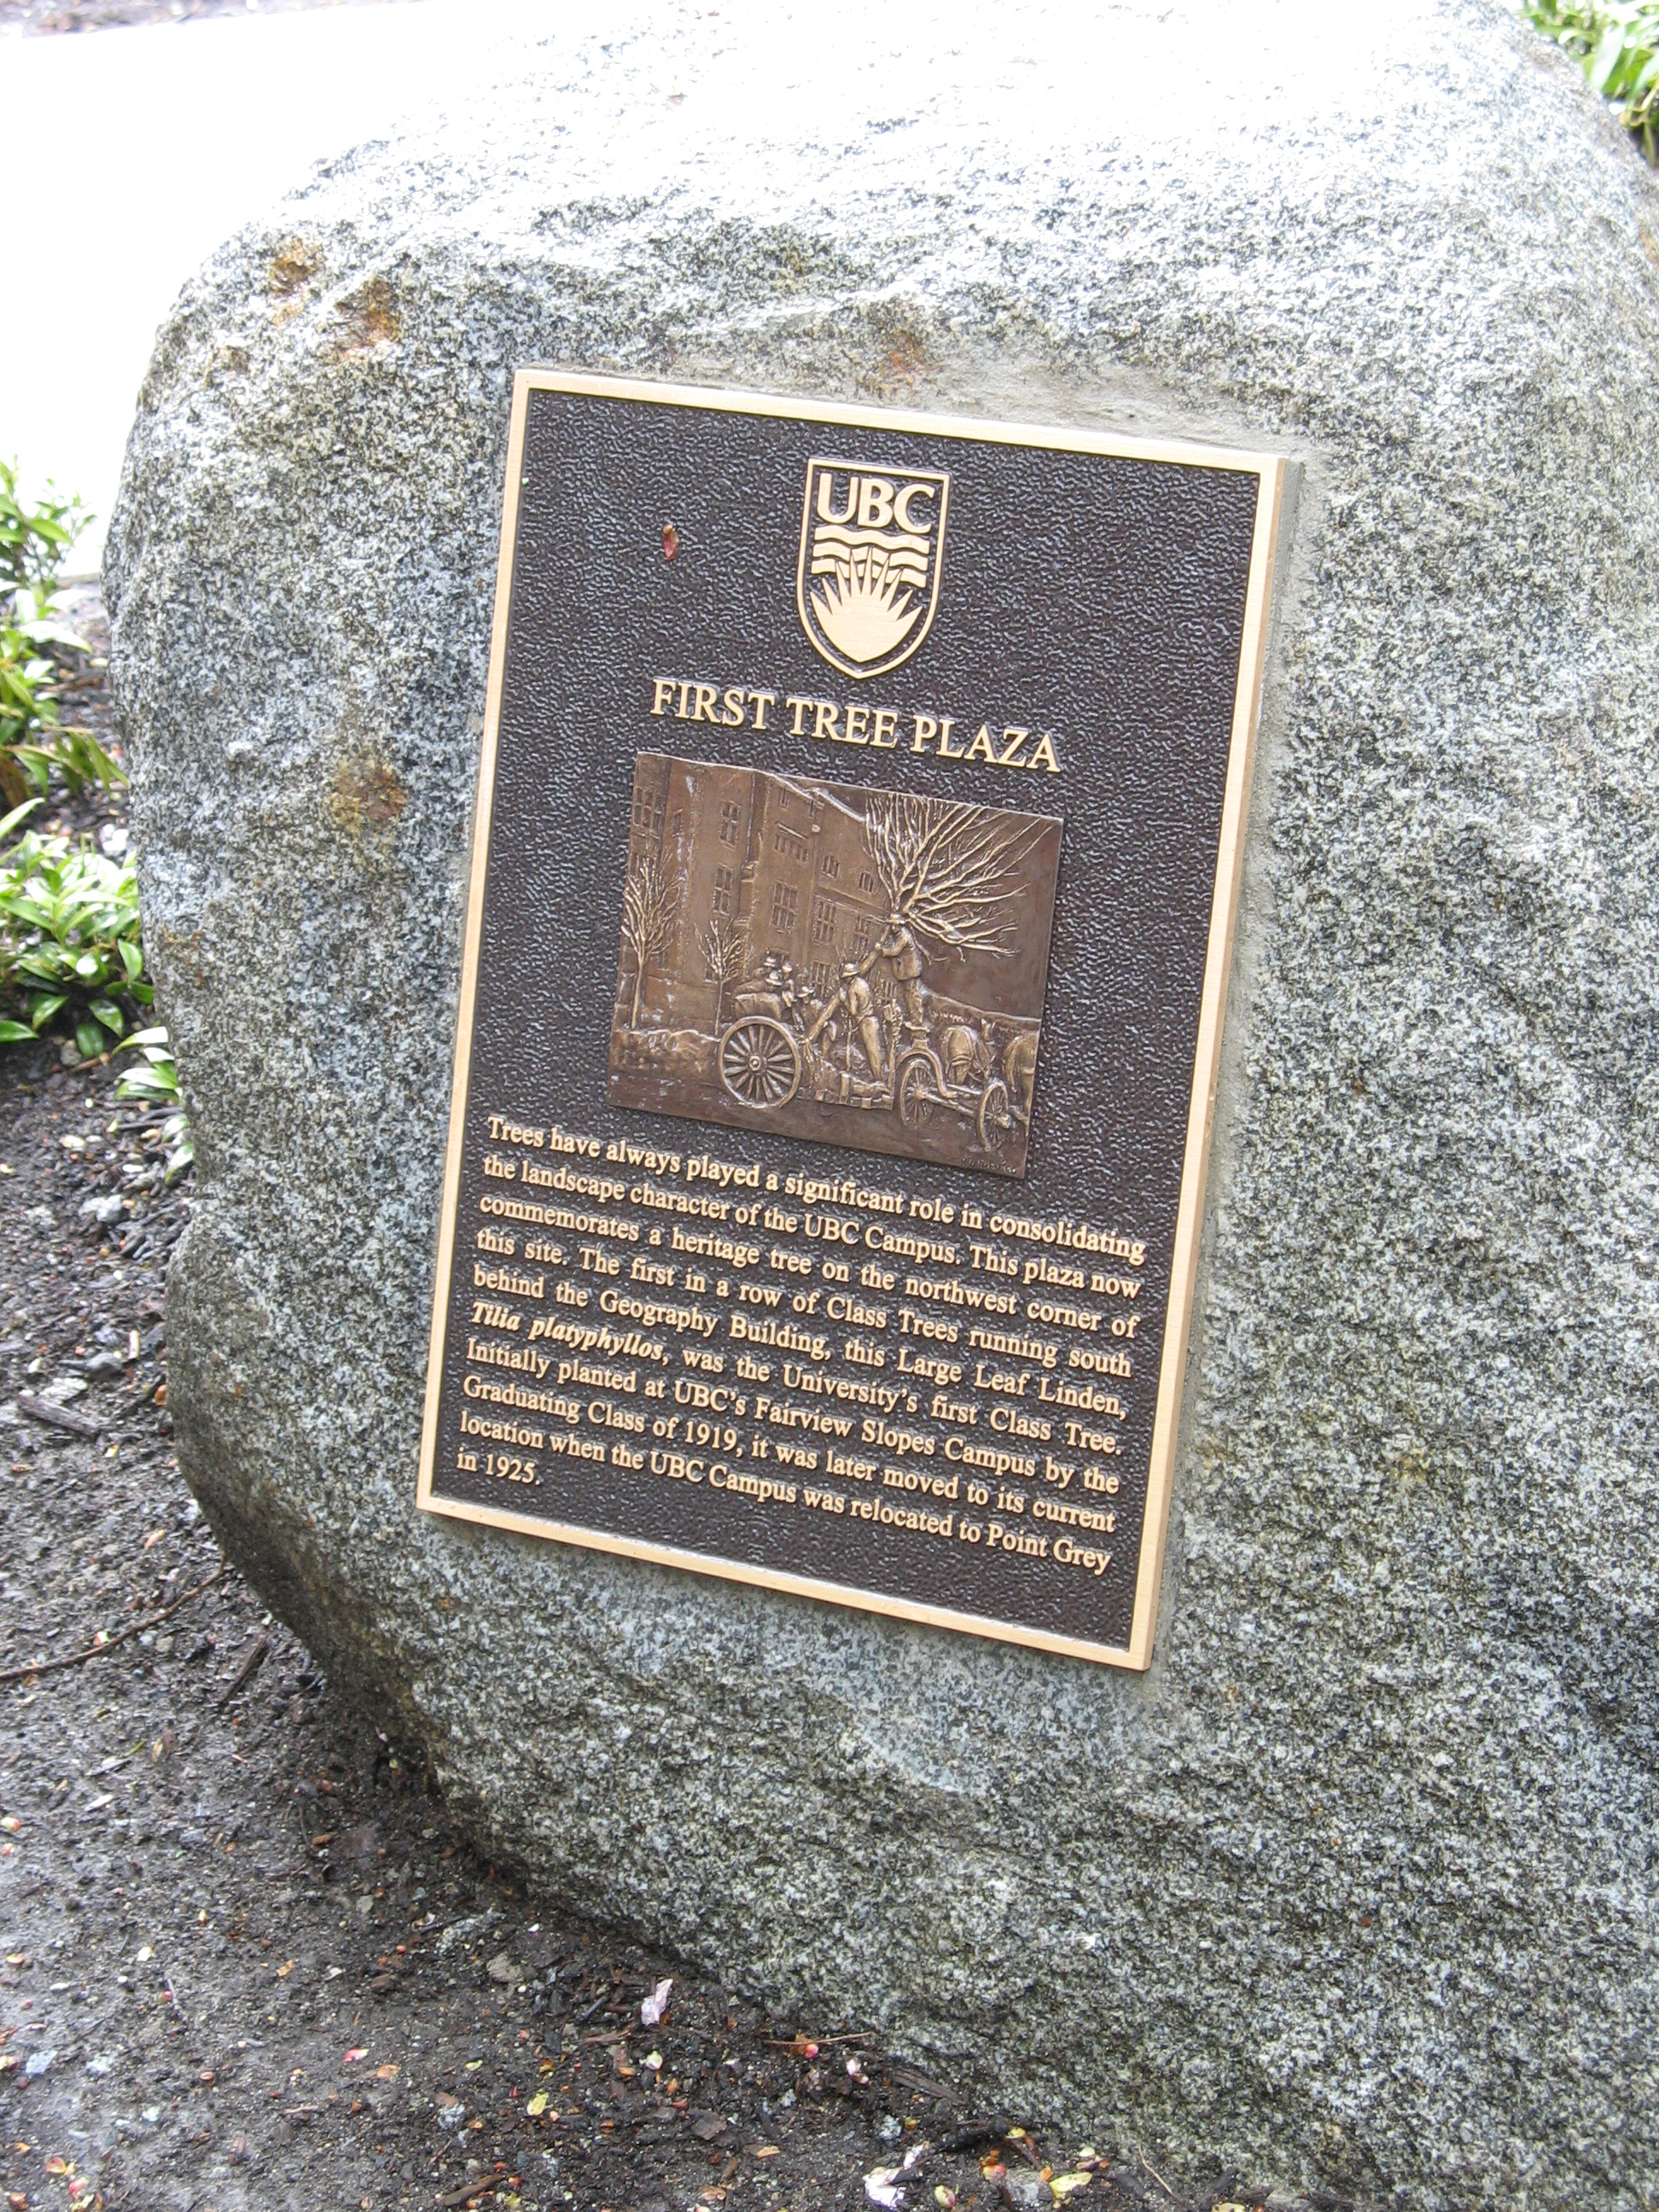 UBC
FIRST TREE PLAZA
Trees have always played a significant role in consolidating
the landscape character of the UBC Campus. This plaza now
commemorates a heritage tree on the northwest corner of
this site. The first in a row of Class Trees running south
behind the Geography Building, this Large Leaf Linden,
Tilia platyphyllos, was the University's first Class Tree.
Initially planted at UBC's Fairview Slopes Campus by the
Graduating Class of 1919, it was later moved to its current
location when the UBC Campus was relocated to Point Grey
in 1925.